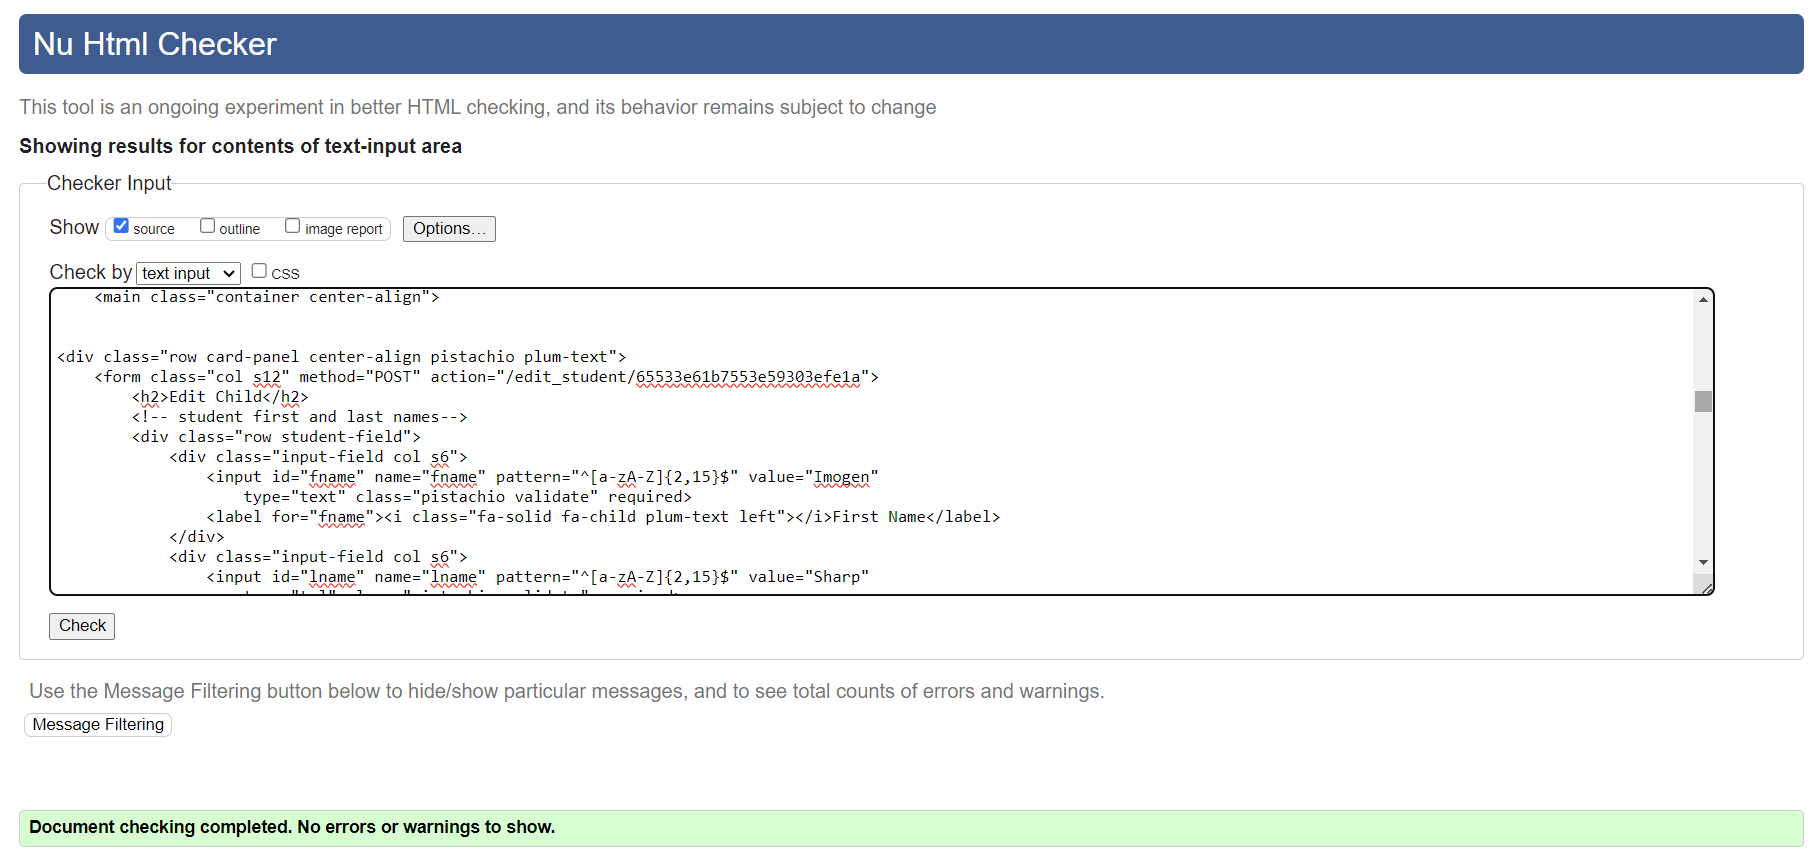 Nu Html Checker
This tool is an ongoing experiment in better HTML checking, and its behavior remains subject to change
Showing results for contents of text-input area
Checker Input
Show source outline image report Options...
Check by text input CSS
<main class="container center-align">
<div class="row card-panel center-align pistachio plum-text">
<form class="col s12" method="POST" action="/edit_student/65533e61b7553e59303efe1a">
<h2>Edit Child</h2>
<!-- student first and last names-->
<div class="row student-field">
<div class="input-field col s6">
<input id="fname" name="fname" pattern="^[a-zA-Z]{2,15}$" value="Imogen"
type="text" class="pistachio validate" required>
<label for="fname"><i class="fa-solid fa-child plum-text left"></i>First Name</label>
</div>
<div class="input-field col s6">
<input id="lname" name="lname" pattern="^[a-zA-Z]{2,15}$" value="Sharp"
Check
Use the Message Filtering button below to hide/show particular messages, and to see total counts of errors and warnings.
Message Filtering
Document checking completed. No errors or warnings to show.